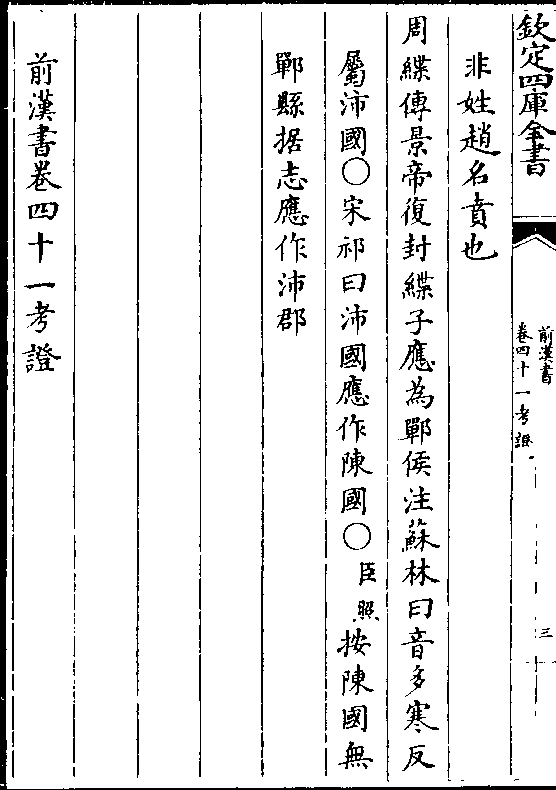 欽定四庫全書
前漢書
卷四十一考證
三
非姓趙名賁也
周緤傳景帝復封緤子應為鄲侯注蘇林曰音多寒反
屬沛國〇宋祁曰沛國應作陳國〇臣照按陳國無
鄲縣据志應作沛郡
前漢書卷四十一考證